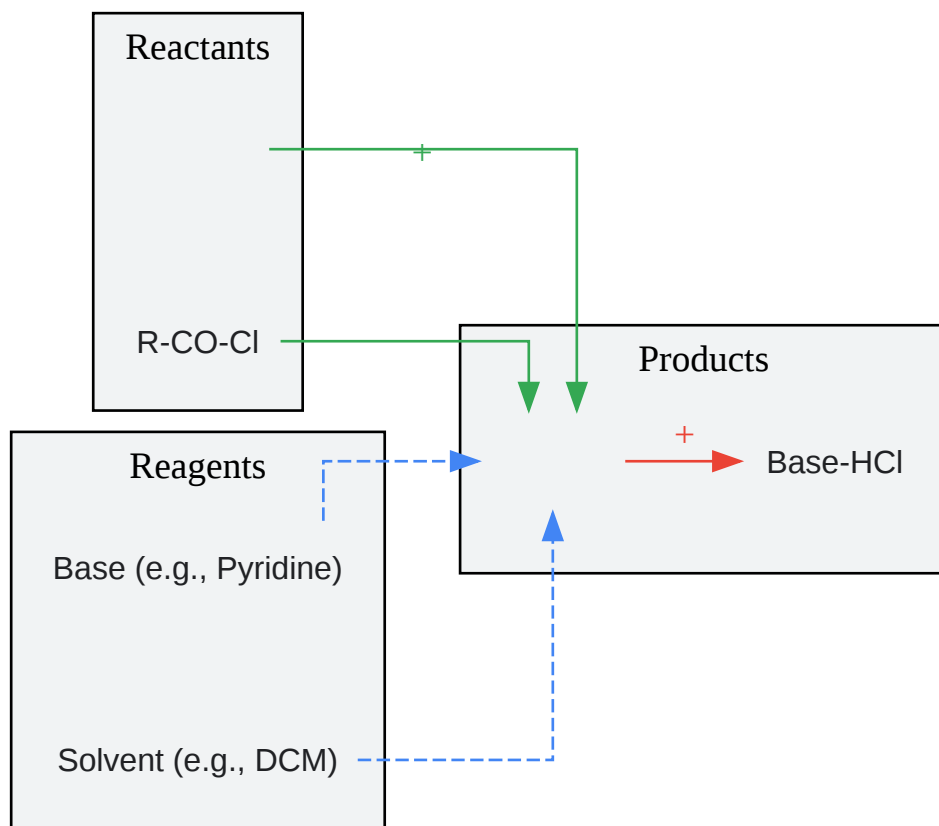 Reactants
+
R-CO-Cl
Products
+
Base-HCl
Reagents
Base (e.g., Pyridine)
Solvent (e.g., DCM)